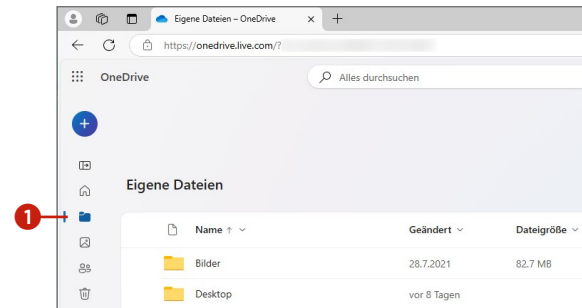 Eigene Dateien – OneDrive
https://onedrive.live.com/?
OneDrive
Alles durchsuchen
Eigene Dateien
1
Name Geändert Dateigröße
Bilder 28.7.2021 82.7 MB
Desktop vor 8 Tagen